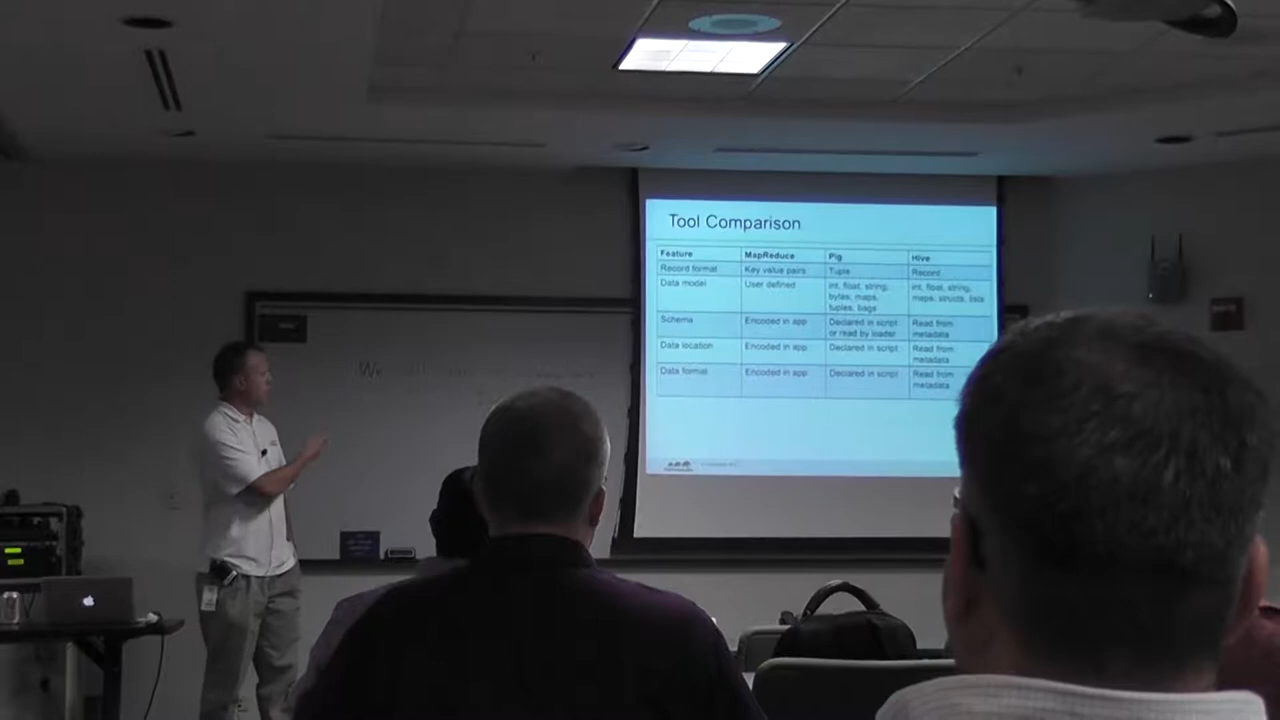 Tool Comparison
Feature MapReduce Pig Hive
Record format Key value pairs Tuple Record
Data model User defined int, float, string, int, float, string,
bytes, maps, maps, structs, lists
tuples, bags
Schema Encoded in app Declared in script Read from
or read by loader metadata
Data location Encoded in app Declared in script Read from
metadata
Data format Encoded in app Declared in script Read from
metadata
We